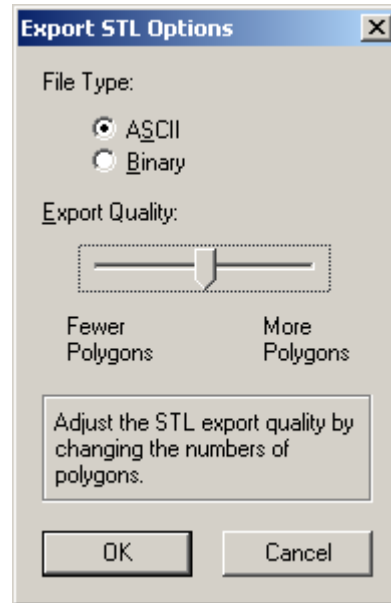 Export STL Options
File Type:
ASCII
Binary
Export Quality:
Fewer
Polygons
More
Polygons
Adjust the STL export quality by
changing the numbers of
polygons.
OK
Cancel